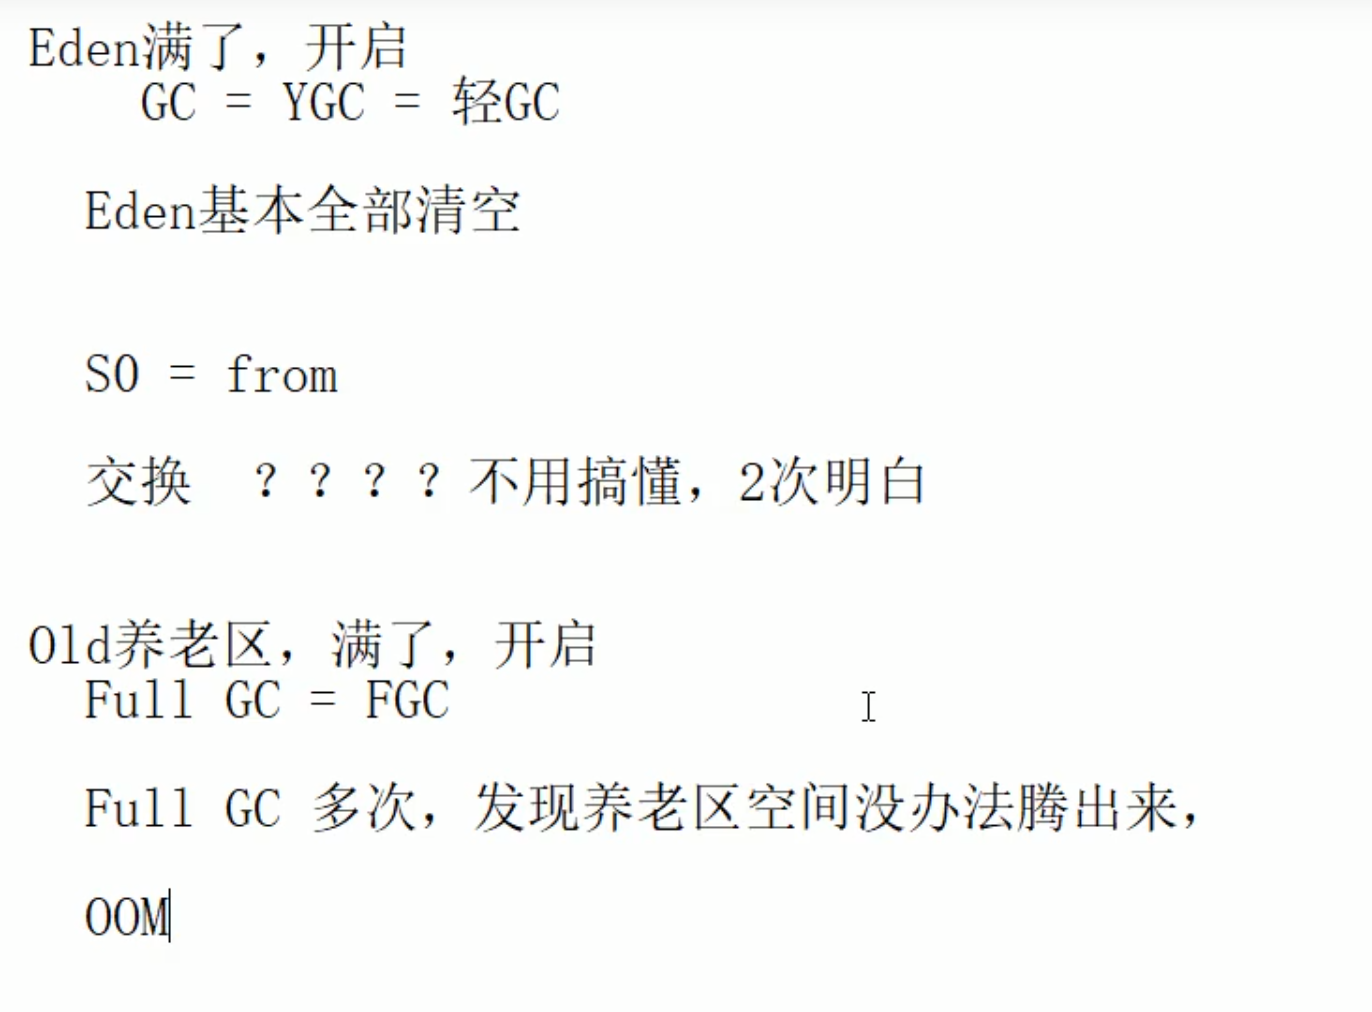 Eden满了，开启
GC = YGC = 轻GC
Eden基本全部清空
S0 = from
交换 ？？？？不用搞懂，2次明白
Old养老区，满了，开启
Full GC = FGC
Full GC 多次，发现养老区空间没办法腾出来，
OOM